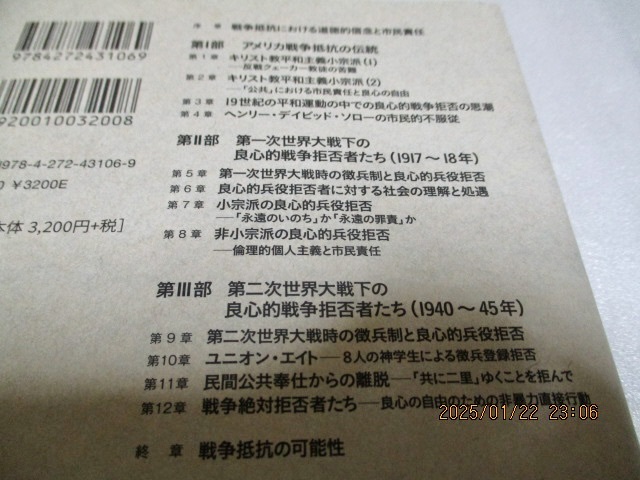 9784272431069
920010032008
978-4-272-43106-9
0 ¥3200E
本体 3,200円+税]
序章 戦争抵抗における道徳的信念と市民責任
第Ⅰ部 アメリカ戦争抵抗の伝統
第1章 キリスト教平和主義小宗派(1)
──反戦クェーカー教徒の苦難
第2章 キリスト教平和主義小宗派(2)
──「公共」における市民責任と良心の自由
第3章 19世紀の平和運動の中での良心的戦争拒否の思潮
第4章 ヘンリー・デイビッド・ソローの市民的不服従
第Ⅱ部 第一次世界大戦下の
良心的戦争拒否者たち(1917～18年)
第5章 第一次世界大戦時の徴兵制と良心的兵役拒否
第6章 良心的兵役拒否者に対する社会の理解と処遇
第7章 小宗派の良心的兵役拒否
──「永遠のいのち」か「永遠の罪責」か
第8章 非小宗派の良心的兵役拒否
──倫理的個人主義と市民責任
第Ⅲ部 第二次世界大戦下の
良心的戦争拒否者たち(1940～45年)
第9章 第二次世界大戦時の徴兵制と良心的兵役拒否
第10章 ユニオン・エイト──8人の神学生による徴兵登録拒否
第11章 民間公共奉仕からの離脱──「共に二里」ゆくことを拒んで
第12章 戦争絶対拒否者たち──良心の自由のための非暴力直接行動
終章 戦争抵抗の可能性
2025/01/22 23:06